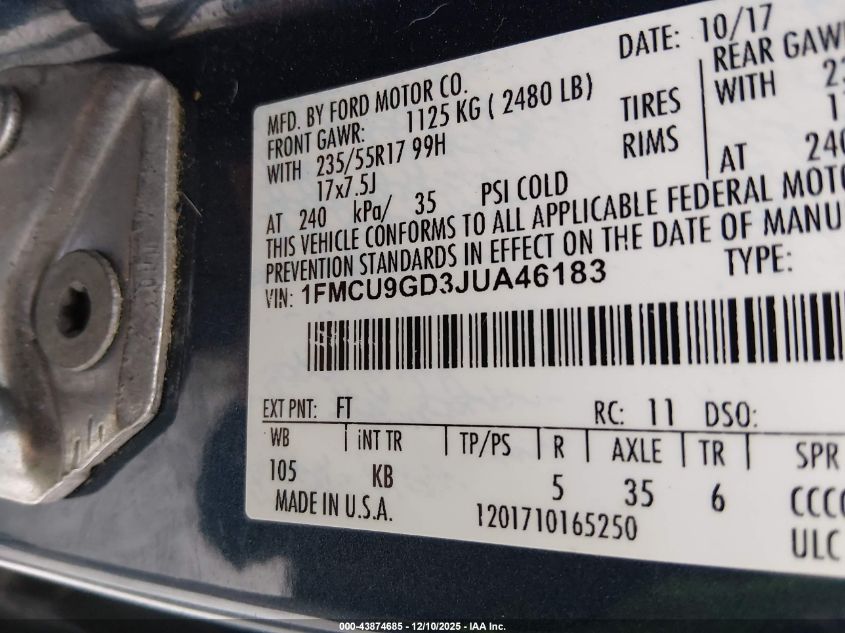 DATE: 10/17
MFD. BY FORD MOTOR CO.
FRONT GAWR: 1125 KG ( 2480 LB)
REAR GAWR
WITH 235/55R17 99H TIRES
WITH
17x7.5J RIMS
AT 240 kPa/ 35 PSI COLD
AT 240
THIS VEHICLE CONFORMS TO ALL APPLICABLE FEDERAL MOTO
PREVENTION STANDARDS IN EFFECT ON THE DATE OF MANU
VIN: 1FMCU9GD3JUA46183 TYPE:
EXT PNT: FT RC: 11 DSO:
WB INT TR TP/PS R AXLE TR SPR
105 KB 5 35 6 CCCC
MADE IN U.S.A. 1201710165250 ULC
000-43874685 - 12/10/2025 - IAA Inc.